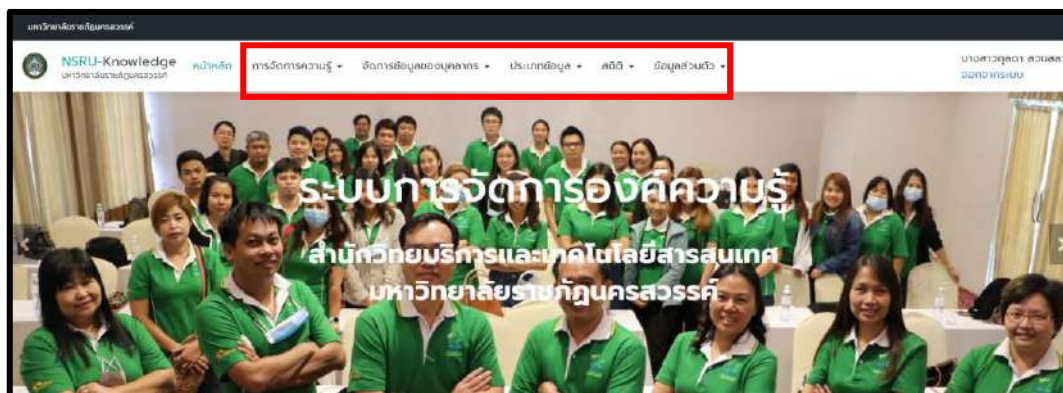 มหาวิทยาลัยราชภัฏนครสวรรค์
NSRU-Knowledge
มหาวิทยาลัยราชภัฏนครสวรรค์
หน้าหลัก การจัดการความรู้ จัดการข้อมูลของบุคลากร ประเภทข้อมูล สถิติ ข้อมูลส่วนตัว
ออกจากระบบ
ระบบการจัดการองค์ความรู้
สำนักวิทยบริการและเทคโนโลยีสารสนเทศ
มหาวิทยาลัยราชภัฏนครสวรรค์